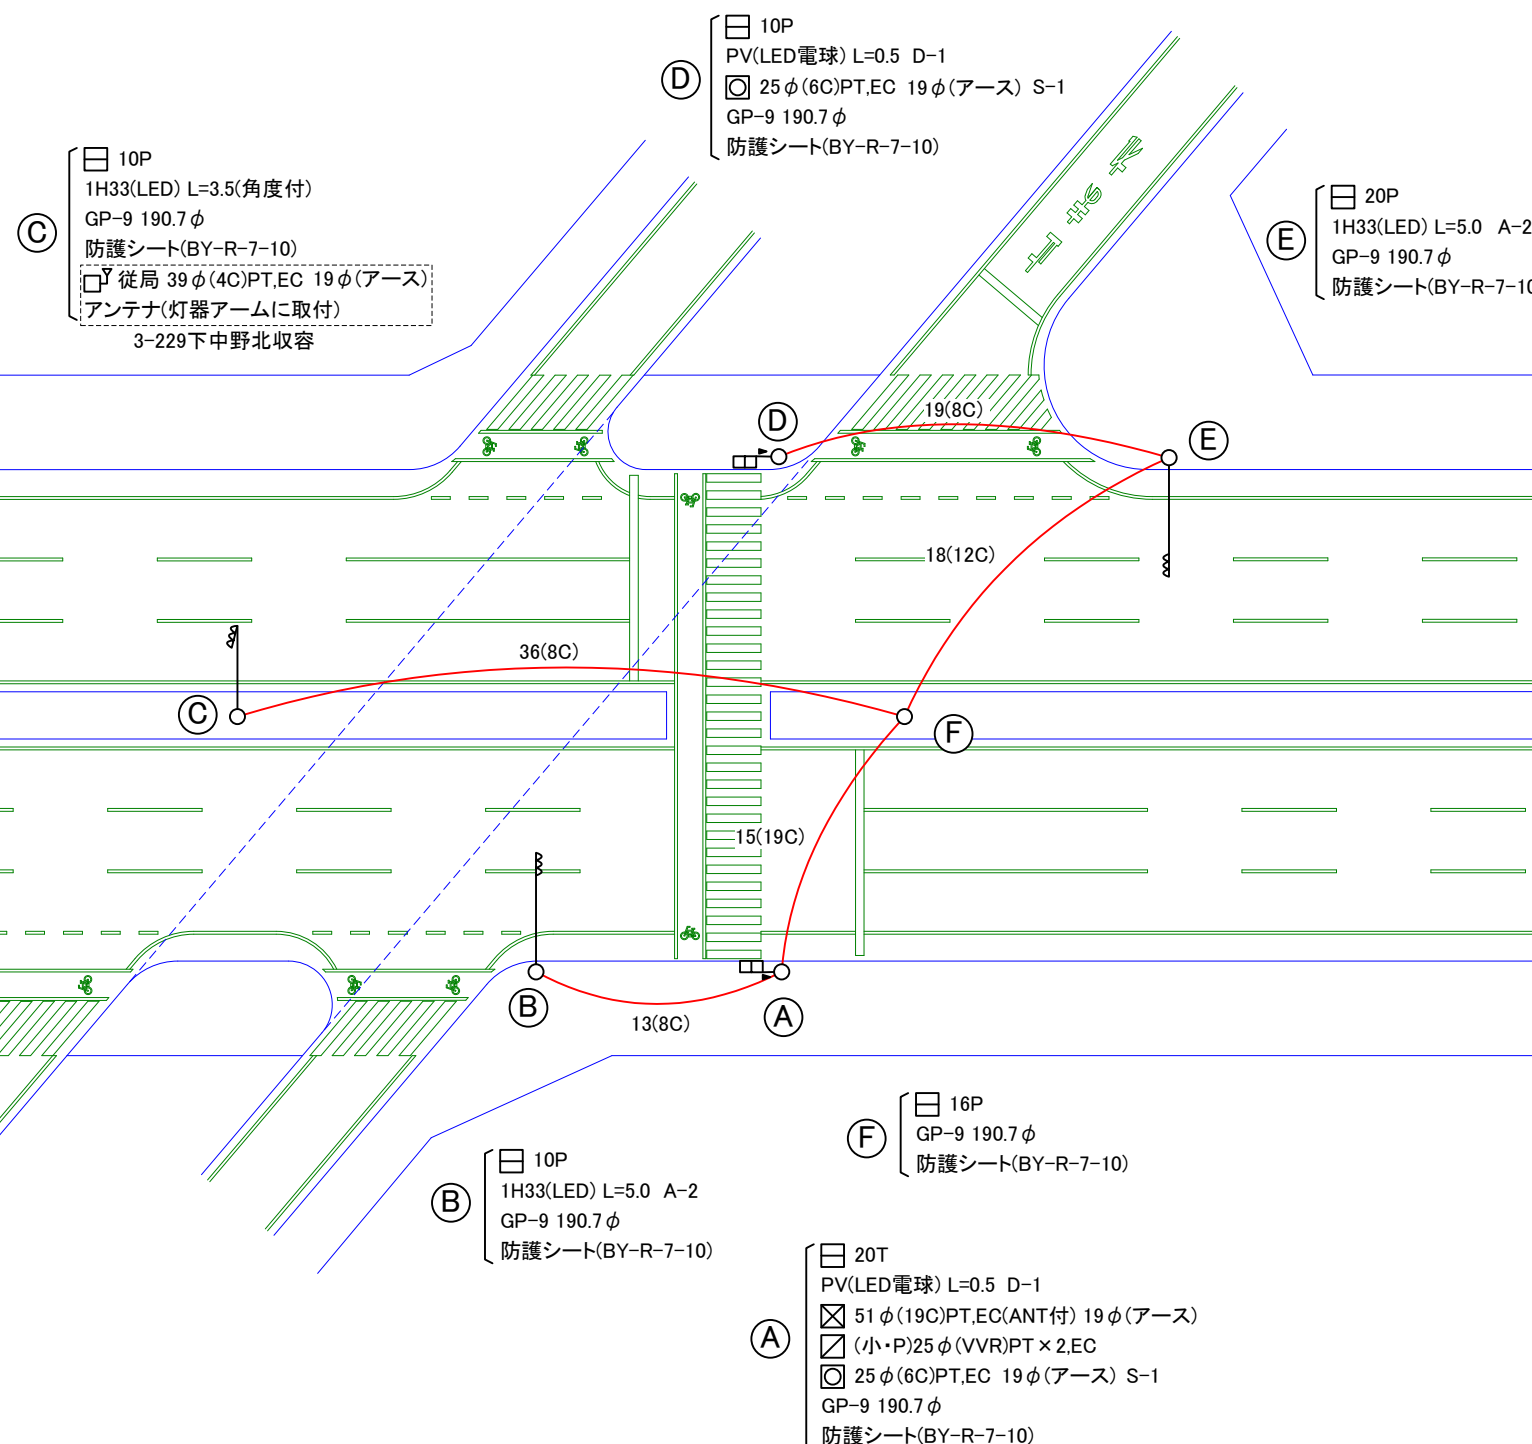 D
10P
PV(LED電球) L=0.5 D-1
25φ(6C)PT,EC 19φ(アース) S-1
GP-9 190.7φ
防護シート(BY-R-7-10)
C
10P
1H33(LED) L=3.5(角度付)
GP-9 190.7φ
防護シート(BY-R-7-10)
従局 39φ(4C)PT,EC 19φ(アース)
アンテナ(灯器アームに取付)
3-229下中野北収容
E
20P
1H33(LED) L=5.0 A-2
GP-9 190.7φ
防護シート(BY-R-7-10
止まれ
D
19(8C)
E
18(12C)
36(8C)
C
F
15(19C)
B
13(8C)
A
F
16P
GP-9 190.7φ
防護シート(BY-R-7-10)
B
10P
1H33(LED) L=5.0 A-2
GP-9 190.7φ
防護シート(BY-R-7-10)
A
20T
PV(LED電球) L=0.5 D-1
51φ(19C)PT,EC(ANT付) 19φ(アース)
(小・P)25φ(VVR)PT×2,EC
25φ(6C)PT,EC 19φ(アース) S-1
GP-9 190.7φ
防護シート(BY-R-7-10)